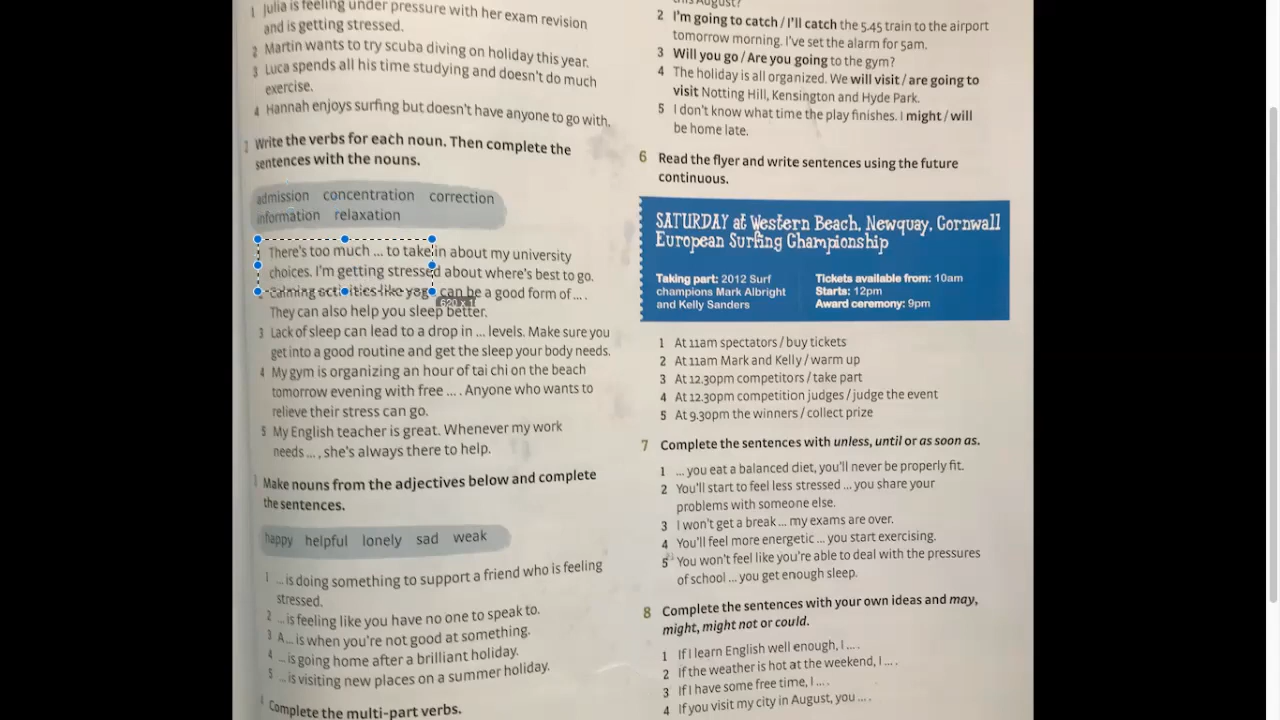 1 Julia is feeling under pressure with her exam revision
and is getting stressed.
2 Martin wants to try scuba diving on holiday this year.
3 Luca spends all his time studying and doesn't do much
exercise.
4 Hannah enjoys surfing but doesn't have anyone to go with.
2 Write the verbs for each noun. Then complete the
sentences with the nouns.
admission concentration correction
information relaxation
1 There's too much ... to take in about my university
choices. I'm getting stressed about where's best to go.
2 Calming activities like yoga can be a good form of ... .
620 x 1
They can also help you sleep better.
3 Lack of sleep can lead to a drop in ... levels. Make sure you
get into a good routine and get the sleep your body needs.
4 My gym is organizing an hour of tai chi on the beach
tomorrow evening with free ... . Anyone who wants to
relieve their stress can go.
5 My English teacher is great. Whenever my work
needs ... , she's always there to help.
Make nouns from the adjectives below and complete
the sentences.
happy helpful lonely sad weak
1 ... is doing something to support a friend who is feeling
stressed.
2 ... is feeling like you have no one to speak to.
3 A ... is when you're not good at something.
4 ... is going home after a brilliant holiday.
5 ... is visiting new places on a summer holiday.
Complete the multi-part verbs.
this August?
2 I'm going to catch / I'll catch the 5.45 train to the airport
tomorrow morning. I've set the alarm for 5am.
3 Will you go / Are you going to the gym?
4 The holiday is all organized. We will visit / are going to
visit Notting Hill, Kensington and Hyde Park.
5 I don't know what time the play finishes. I might / will
be home late.
6 Read the flyer and write sentences using the future
continuous.
SATURDAY at Western Beach, Newquay, Cornwall
European Surfing Championship
Taking part: 2012 Surf
champions Mark Albright
and Kelly Sanders
Tickets available from: 10am
Starts: 12pm
Award ceremony: 9pm
1 At 11am spectators / buy tickets
2 At 11am Mark and Kelly / warm up
3 At 12.30pm competitors / take part
4 At 12.30pm competition judges / judge the event
5 At 9.30pm the winners / collect prize
7 Complete the sentences with unless, until or as soon as.
1 ... you eat a balanced diet, you'll never be properly fit.
2 You'll start to feel less stressed ... you share your
problems with someone else.
3 I won't get a break ... my exams are over.
4 You'll feel more energetic ... you start exercising.
5 You won't feel like you're able to deal with the pressures
of school ... you get enough sleep.
8 Complete the sentences with your own ideas and may,
might, might not or could.
1 If I learn English well enough, I ... .
2 If the weather is hot at the weekend, I ... .
3 If I have some free time, I ... .
4 If you visit my city in August, you ... .